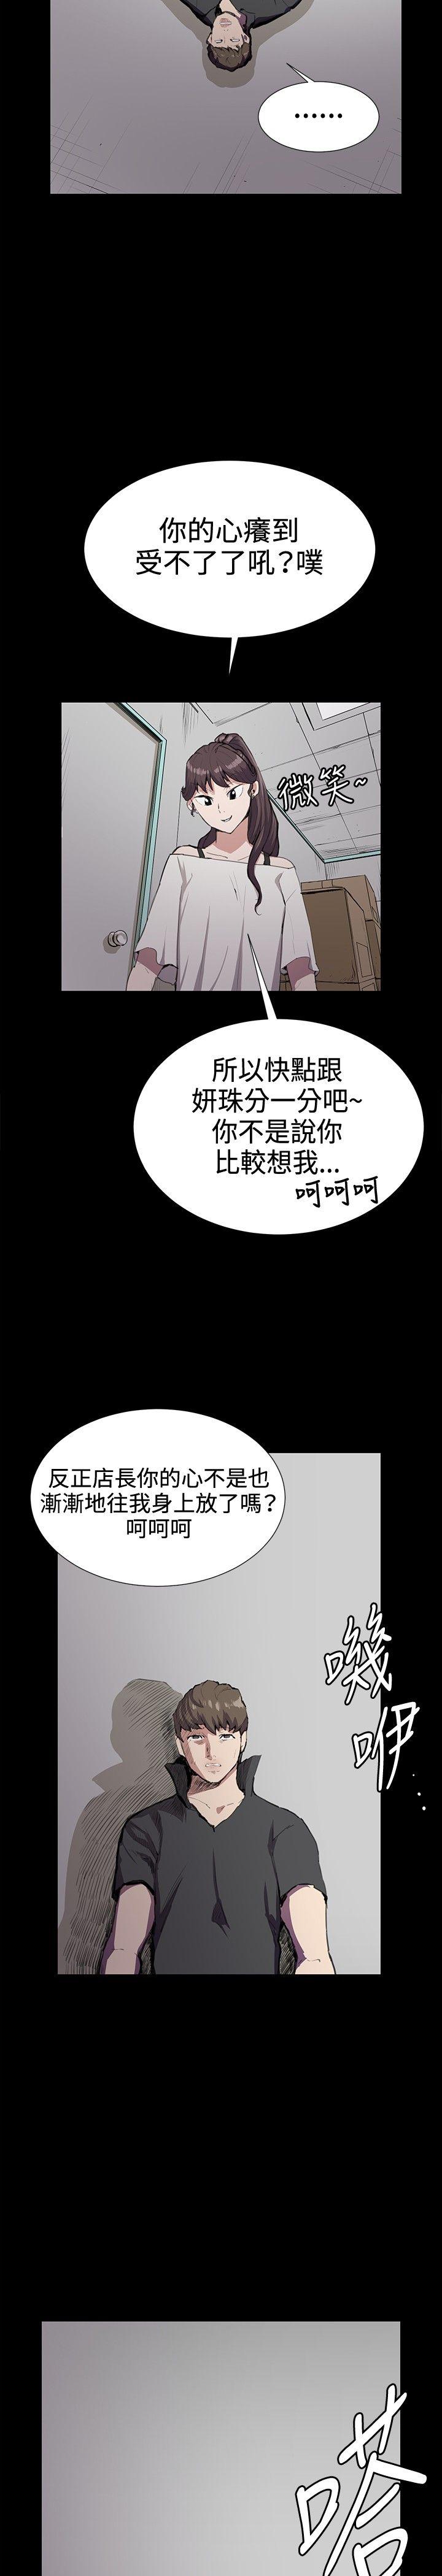 ……
你的心癢到
受不了了吼？噗
微笑~
所以快點跟
妍珠分一分吧~
你不是說你
比較想我...
呵呵呵
反正店長你的心不是也
漸漸地往我身上放了嗎？
呵呵呵
嘰
咿
嗒